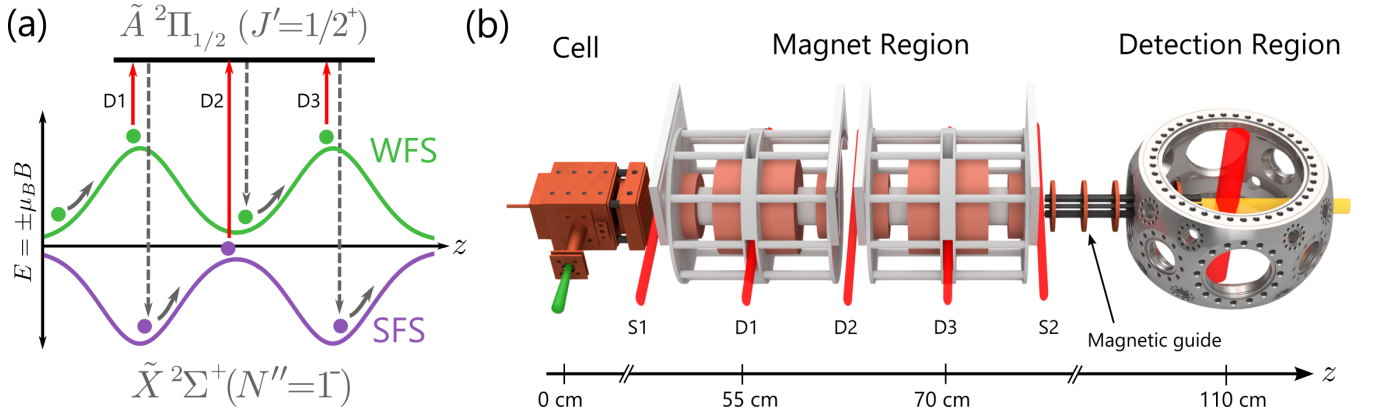 (a)
Ã ²Π₁/₂ (J′=1/2⁺)
D1
D2
D3
WFS
E = ±μ_B B
z
SFS
X̃ ²Σ⁺(N″=1⁻)
(b)
Cell
Magnet Region
Detection Region
S1
D1
D2
D3
S2
Magnetic guide
0 cm
55 cm
70 cm
110 cm
z